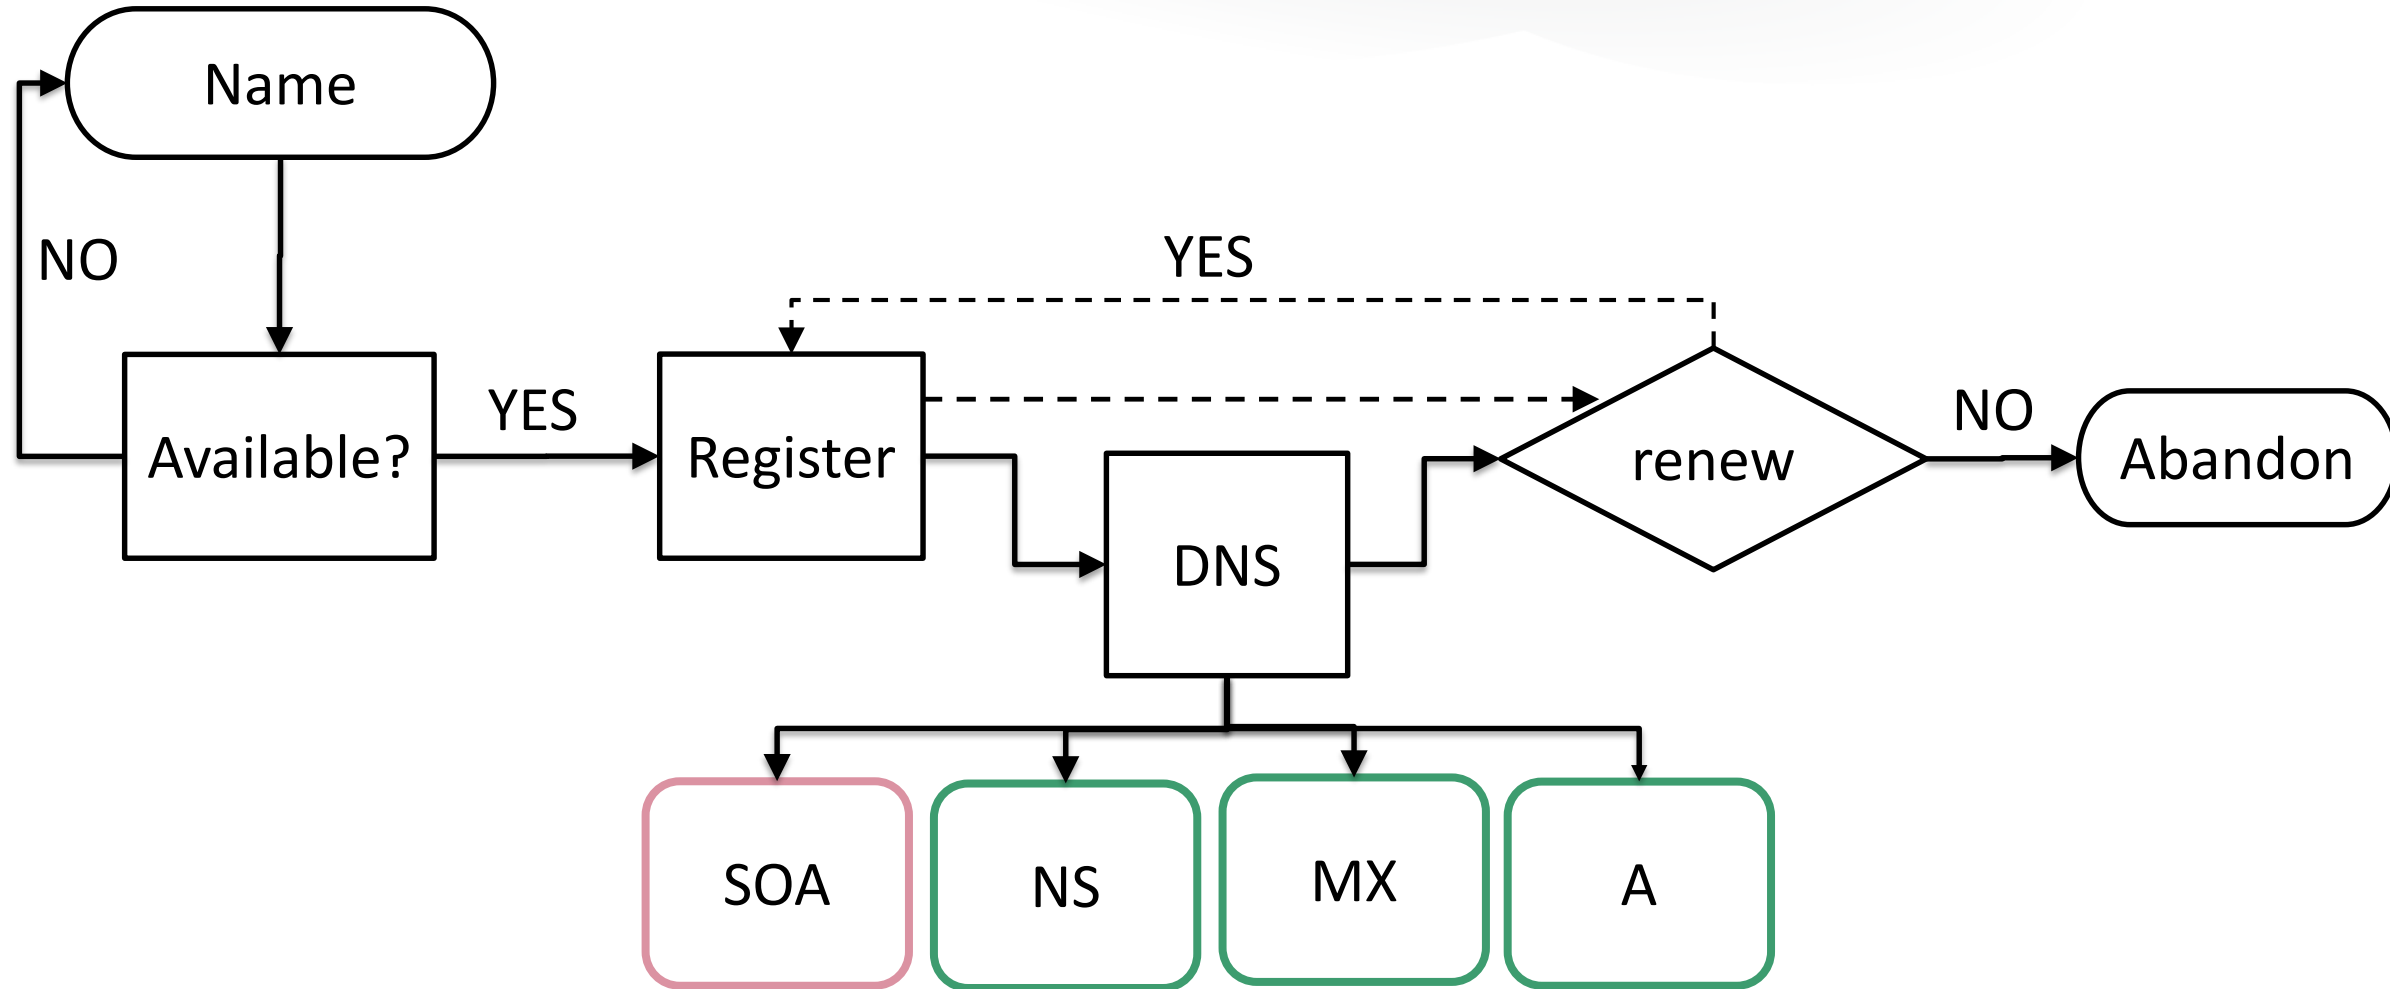 Name
NO
YES
Available?
YES
Register
DNS
renew
NO
Abandon
SOA
NS
MX
A